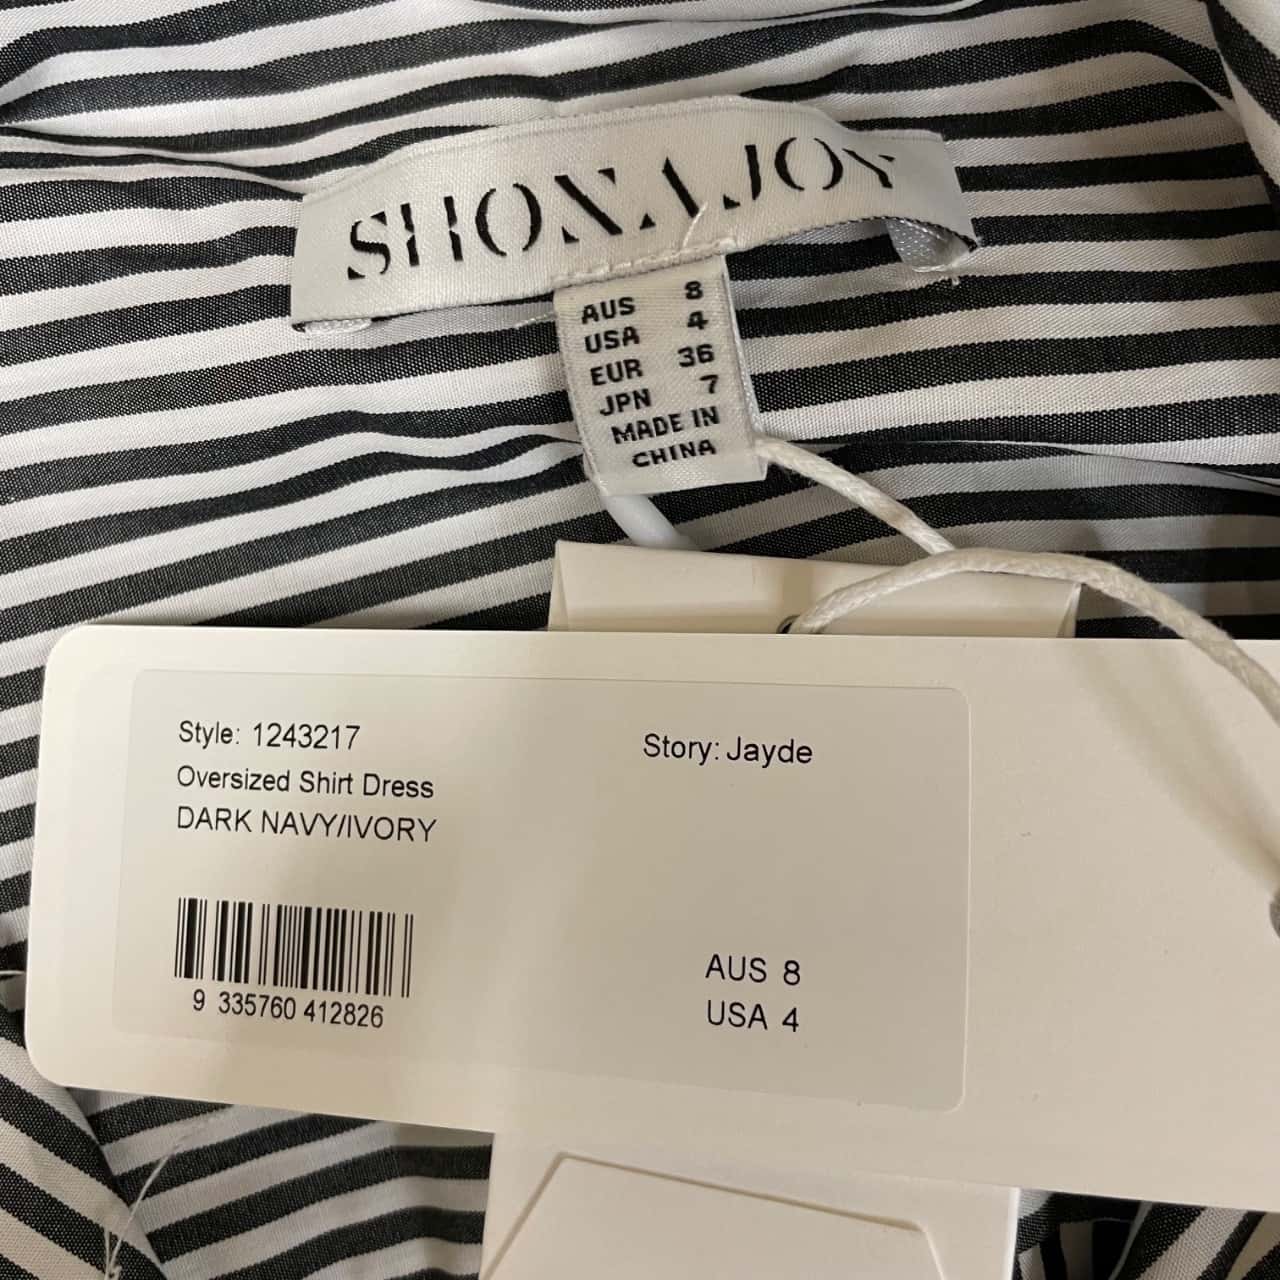 SHONA JOY
AUS 8
USA 4
EUR 36
JPN 7
MADE IN
CHINA
Style: 1243217
Story: Jayde
Oversized Shirt Dress
DARK NAVY/IVORY
9 335760 412826
AUS 8
USA 4